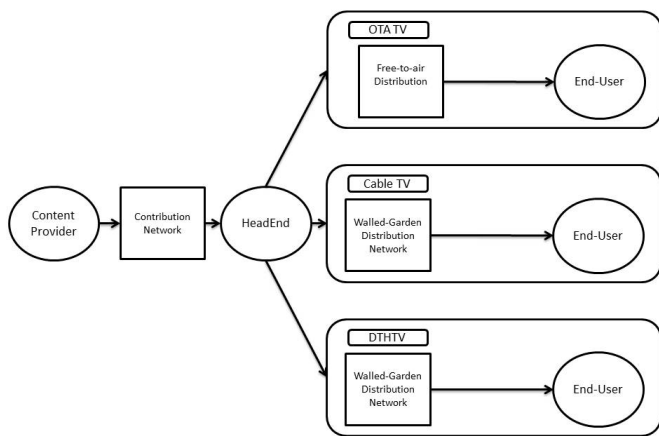 OTA TV
Free-to-air
Distribution
End-User
Content
Provider
Contribution
Network
HeadEnd
Cable TV
Walled-Garden
Distribution
Network
End-User
DTHTV
Walled-Garden
Distribution
Network
End-User